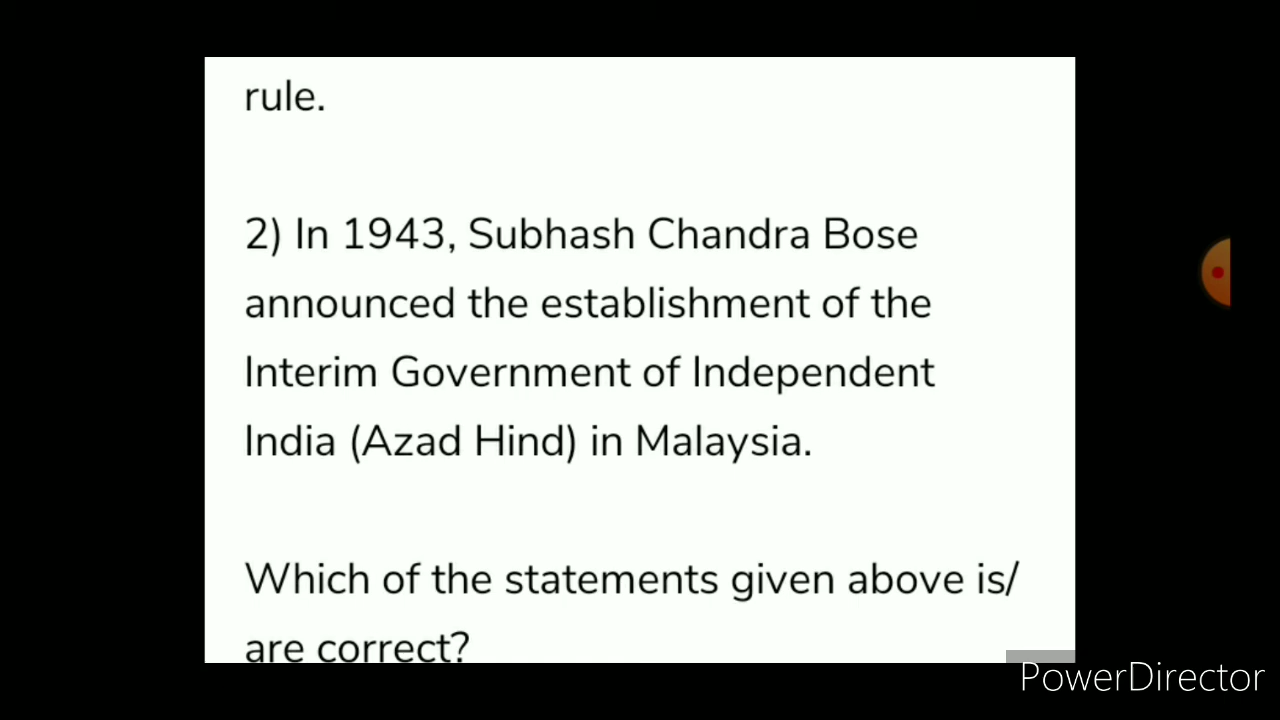 rule.
2) In 1943, Subhash Chandra Bose
announced the establishment of the
Interim Government of Independent
India (Azad Hind) in Malaysia.
Which of the statements given above is/
are correct?
PowerDirector